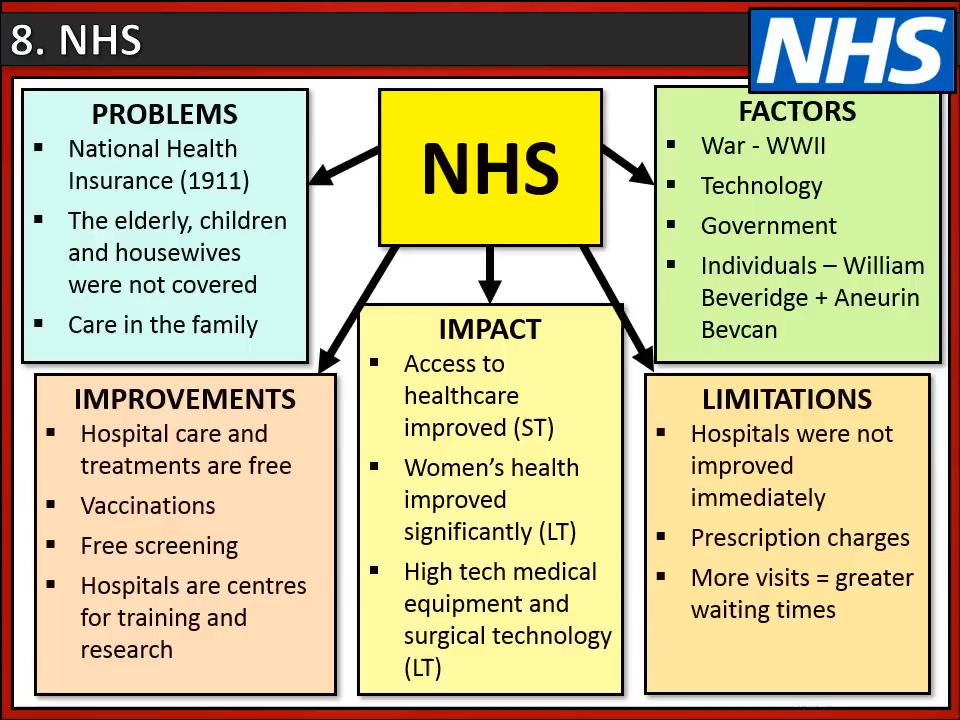 8. NHS
NHS
PROBLEMS
▪ National Health
Insurance (1911)
▪ The elderly, children
and housewives
were not covered
▪ Care in the family
NHS
FACTORS
▪ War - WWII
▪ Technology
▪ Government
▪ Individuals – William
Beveridge + Aneurin
Bevcan
IMPROVEMENTS
▪ Hospital care and
treatments are free
▪ Vaccinations
▪ Free screening
▪ Hospitals are centres
for training and
research
IMPACT
▪ Access to
healthcare
improved (ST)
▪ Women’s health
improved
significantly (LT)
▪ High tech medical
equipment and
surgical technology
(LT)
LIMITATIONS
▪ Hospitals were not
improved
immediately
▪ Prescription charges
▪ More visits = greater
waiting times